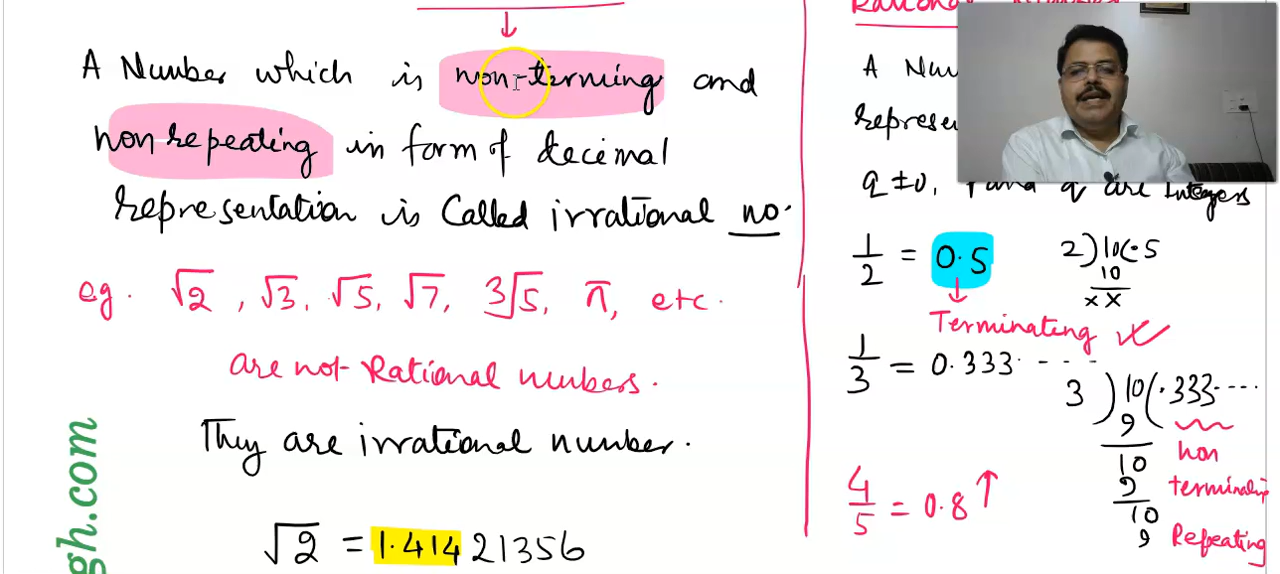 A Number which is non-terming and
non repeating in form of decimal
representation is called irrational no.
eg. √2, √3, √5, √7, 3√5, π, etc.
are not Rational numbers.
They are irrational number.
√2 = 1.41421356
gh.com
A Nu
represen
q ±0, and q are Integers
1/2 = 0.5
2)10(.5
10
x x
Terminating
1/3 = 0.333. - - -
3)10(.333....
9
10
9
10
9
non
terminatin
Repeating
4/5 = 0.8 ↑